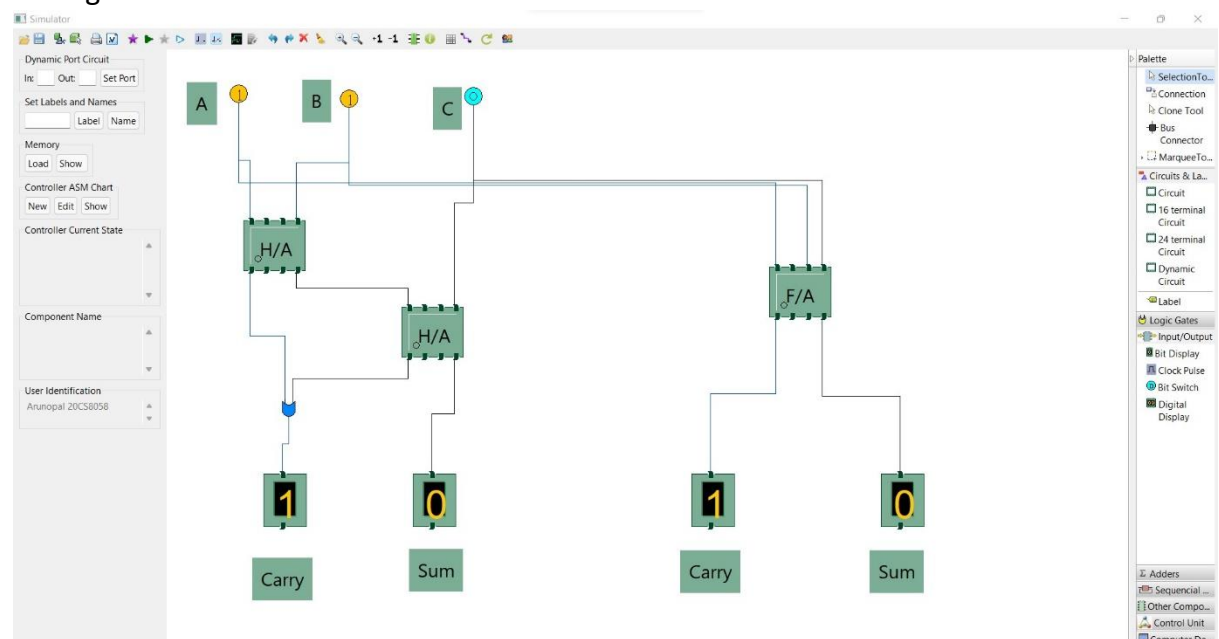 Simulator
Dynamic Port Circuit
In: Out: Set Port
Set Labels and Names
Label Name
Memory
Load Show
Controller ASM Chart
New Edit Show
Controller Current State
Component Name
User Identification
Arunopal 20CS8058
+1 -1
A
1
B
1
C
H/A
H/A
F/A
1
0
1
0
Carry
Sum
Carry
Sum
Palette
SelectionTo...
Connection
Clone Tool
Bus
Connector
MarqueeTo...
Circuits & La...
Circuit
16 terminal
Circuit
24 terminal
Circuit
Dynamic
Circuit
Label
Logic Gates
Input/Output
Bit Display
Clock Pulse
Bit Switch
Digital
Display
Adders
Sequencial ...
Other Compo...
Control Unit